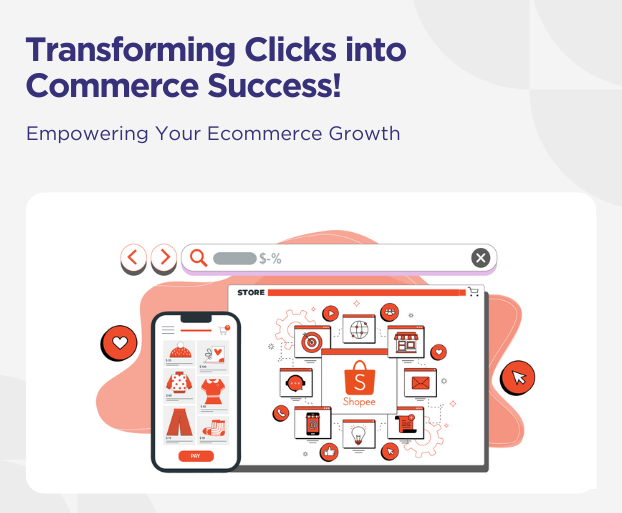 Transforming Clicks into
Commerce Success!
Empowering Your Ecommerce Growth
$-%
STORE
S
Shopee
PAY